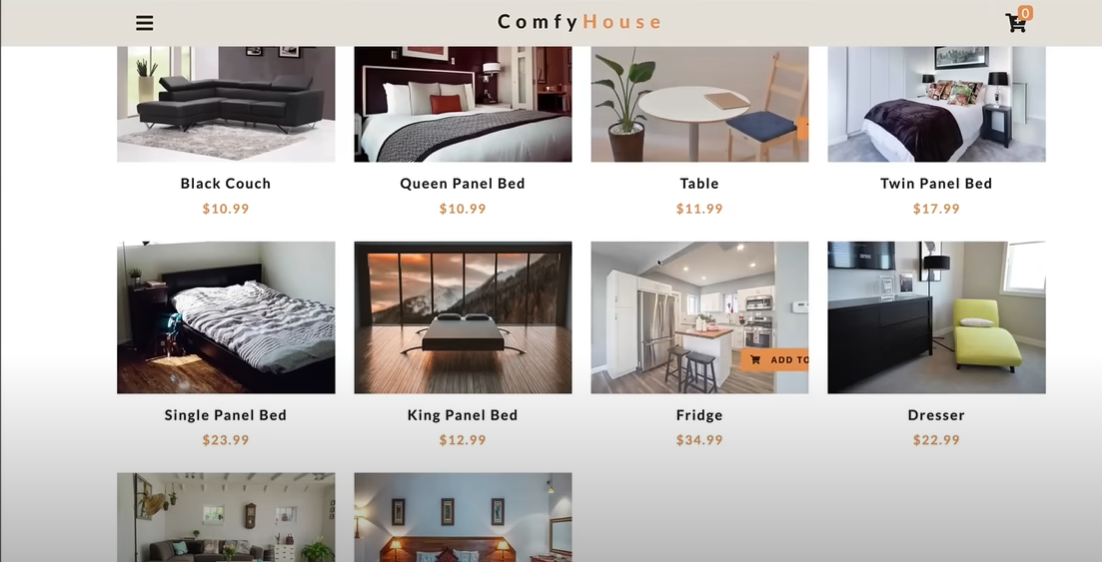 ComfyHouse
0
Black Couch
$10.99
Queen Panel Bed
$10.99
Table
$11.99
Twin Panel Bed
$17.99
ADD TO
Single Panel Bed
$23.99
King Panel Bed
$12.99
Fridge
$34.99
Dresser
$22.99